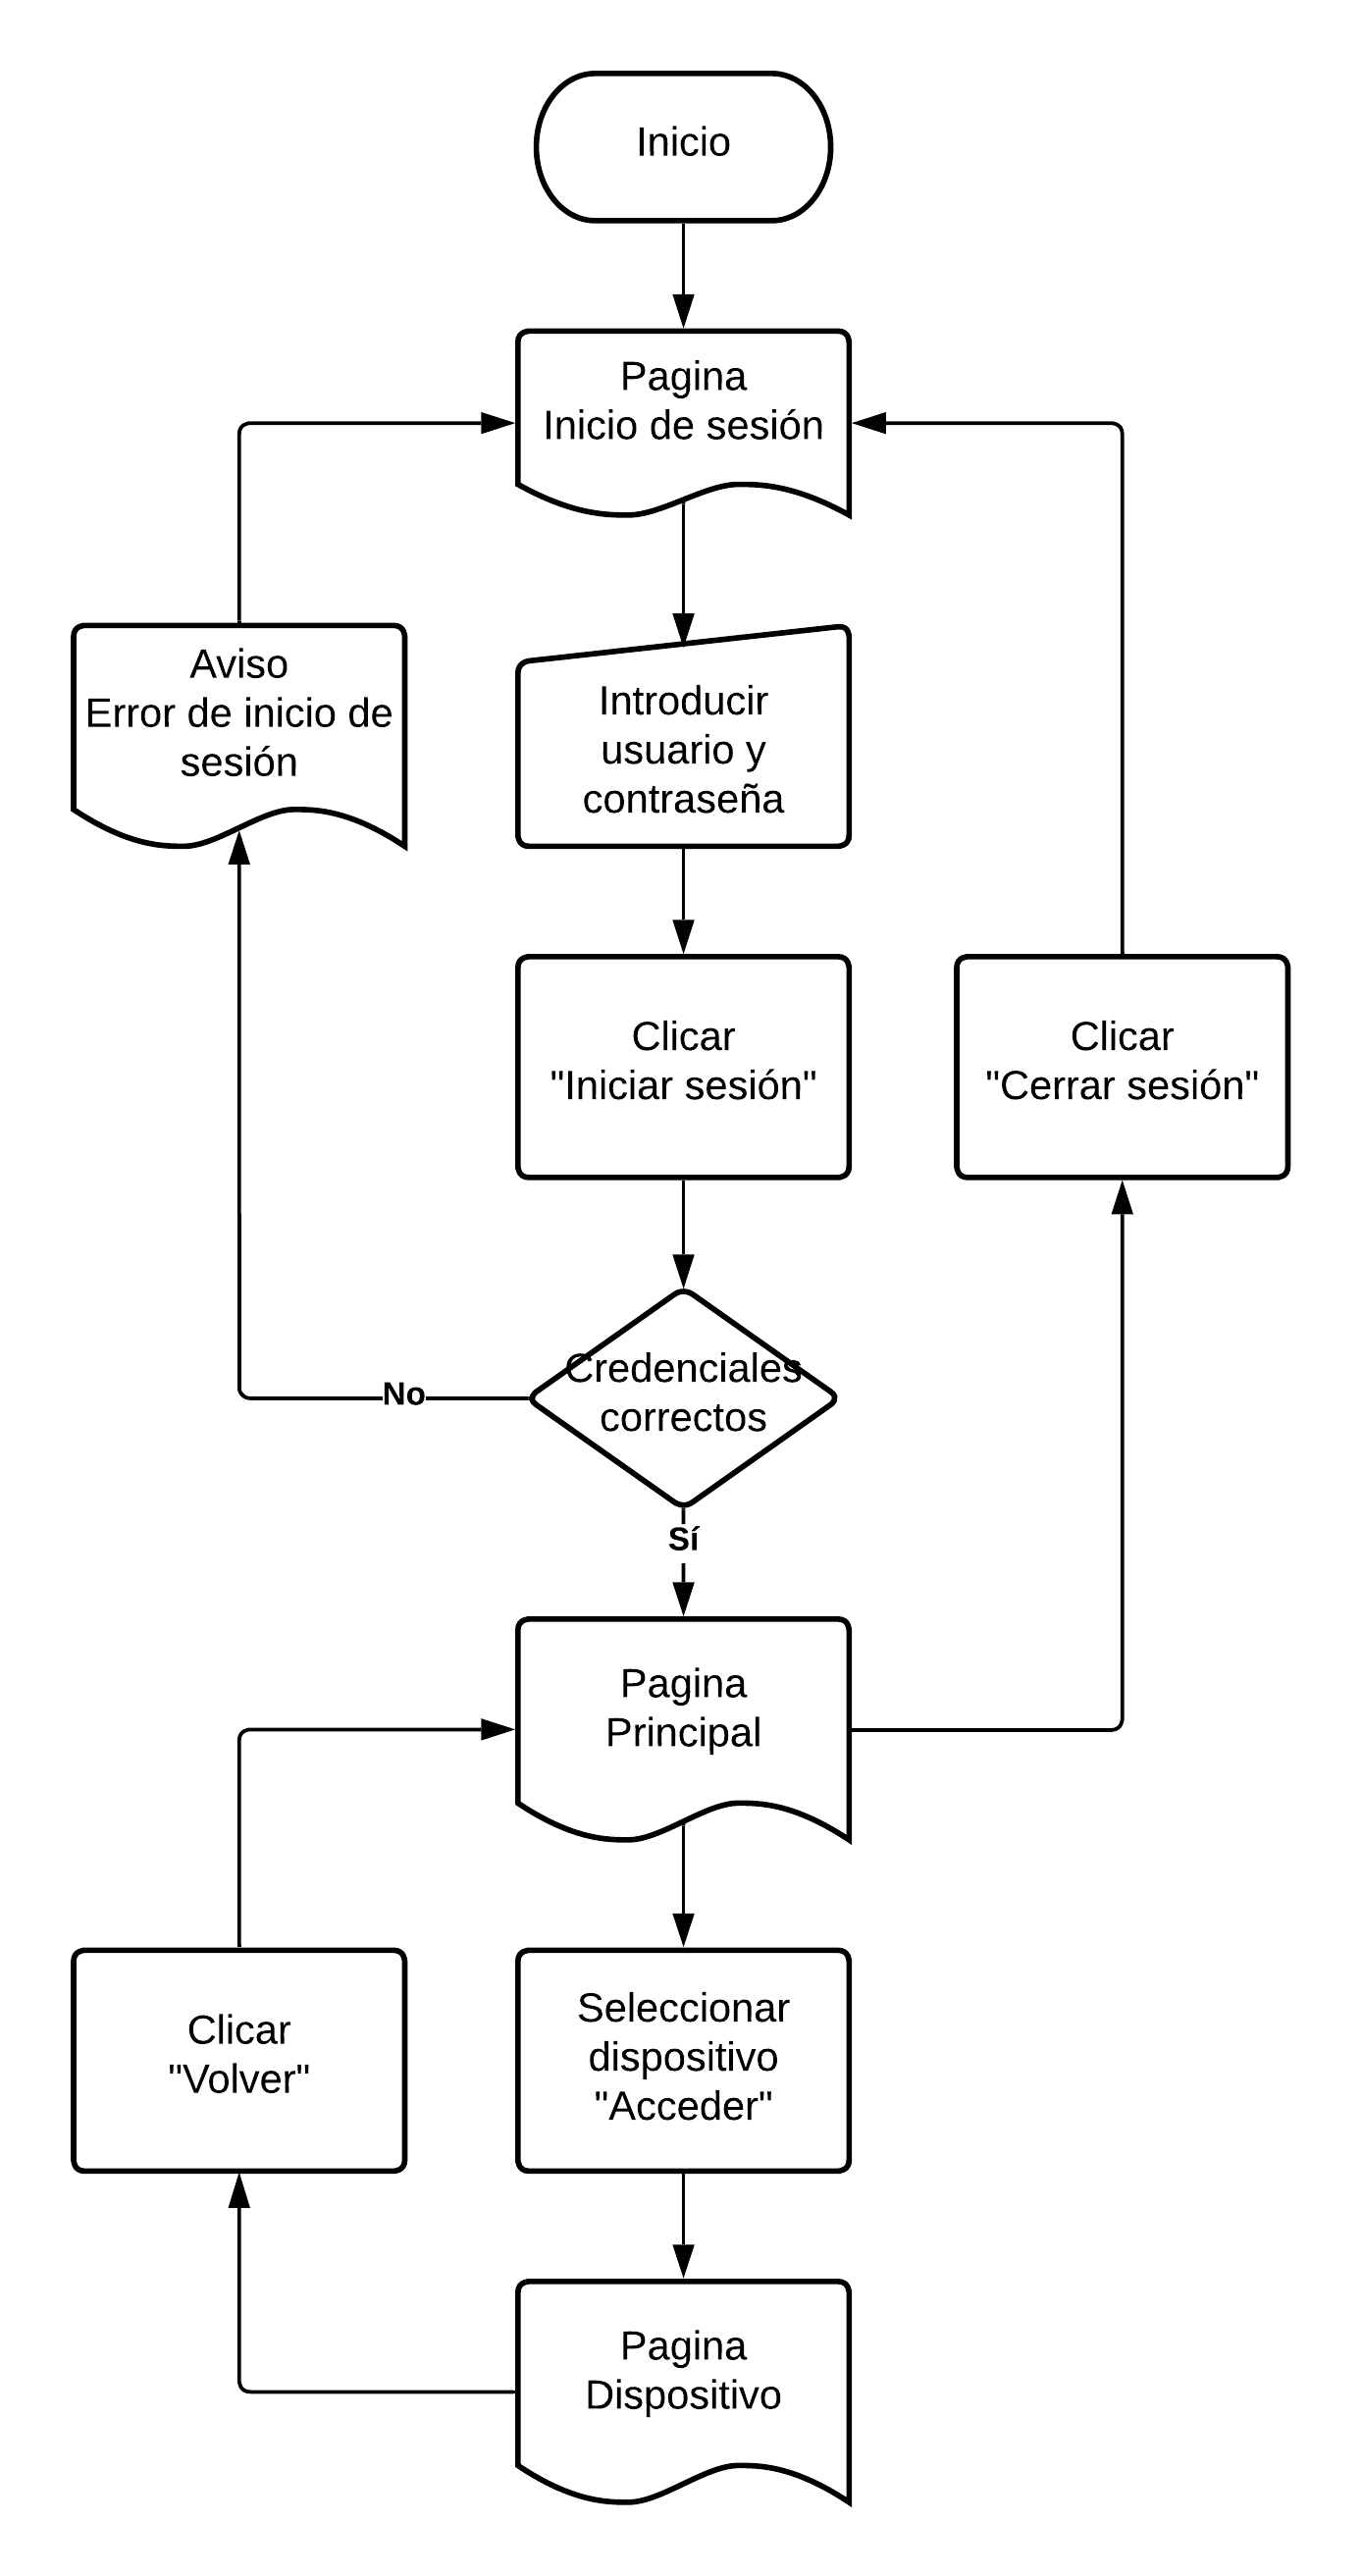 Inicio
Pagina
Inicio de sesión
Aviso
Error de inicio de
sesión
Introducir
usuario y
contraseña
Clicar
"Iniciar sesión"
Clicar
"Cerrar sesión"
Credenciales
correctos
No
Sí
Pagina
Principal
Clicar
"Volver"
Seleccionar
dispositivo
"Acceder"
Pagina
Dispositivo